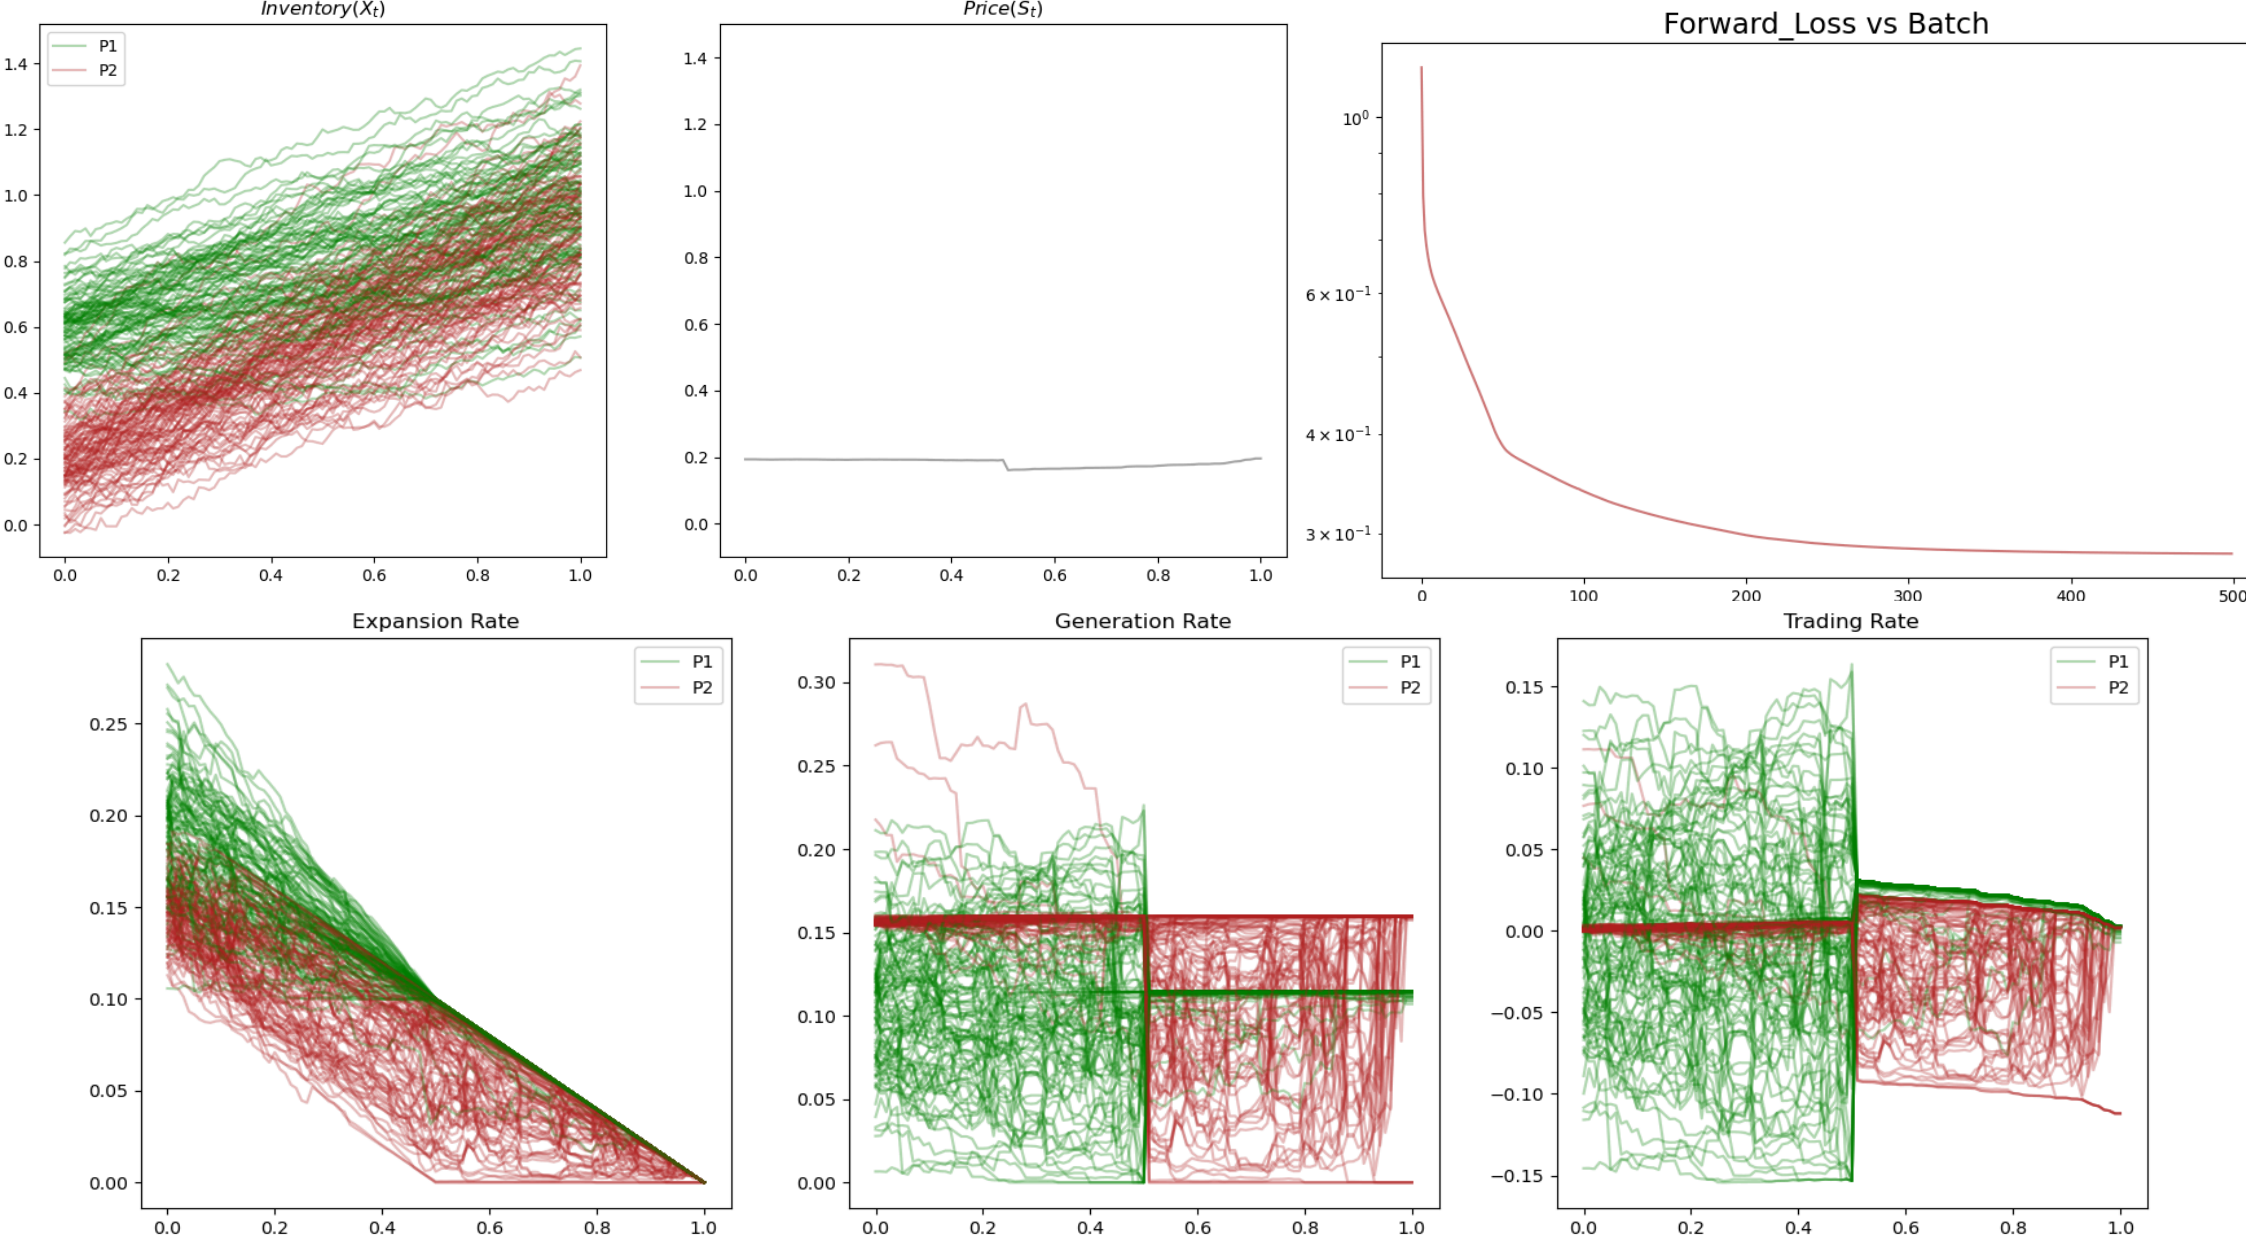 Inventory(Xₜ)
P1
P2
1.4
1.2
1.0
0.8
0.6
0.4
0.2
0.0
0.0 0.2 0.4 0.6 0.8 1.0
Price(Sₜ)
1.4
1.2
1.0
0.8
0.6
0.4
0.2
0.0
0.0 0.2 0.4 0.6 0.8 1.0
Forward_Loss vs Batch
10⁰
6 × 10⁻¹
4 × 10⁻¹
3 × 10⁻¹
0 100 200 300 400 500
Expansion Rate
P1
P2
0.25
0.20
0.15
0.10
0.05
0.00
0.0 0.2 0.4 0.6 0.8 1.0
Generation Rate
P1
P2
0.30
0.25
0.20
0.15
0.10
0.05
0.00
0.0 0.2 0.4 0.6 0.8 1.0
Trading Rate
P1
P2
0.15
0.10
0.05
0.00
−0.05
−0.10
−0.15
0.0 0.2 0.4 0.6 0.8 1.0